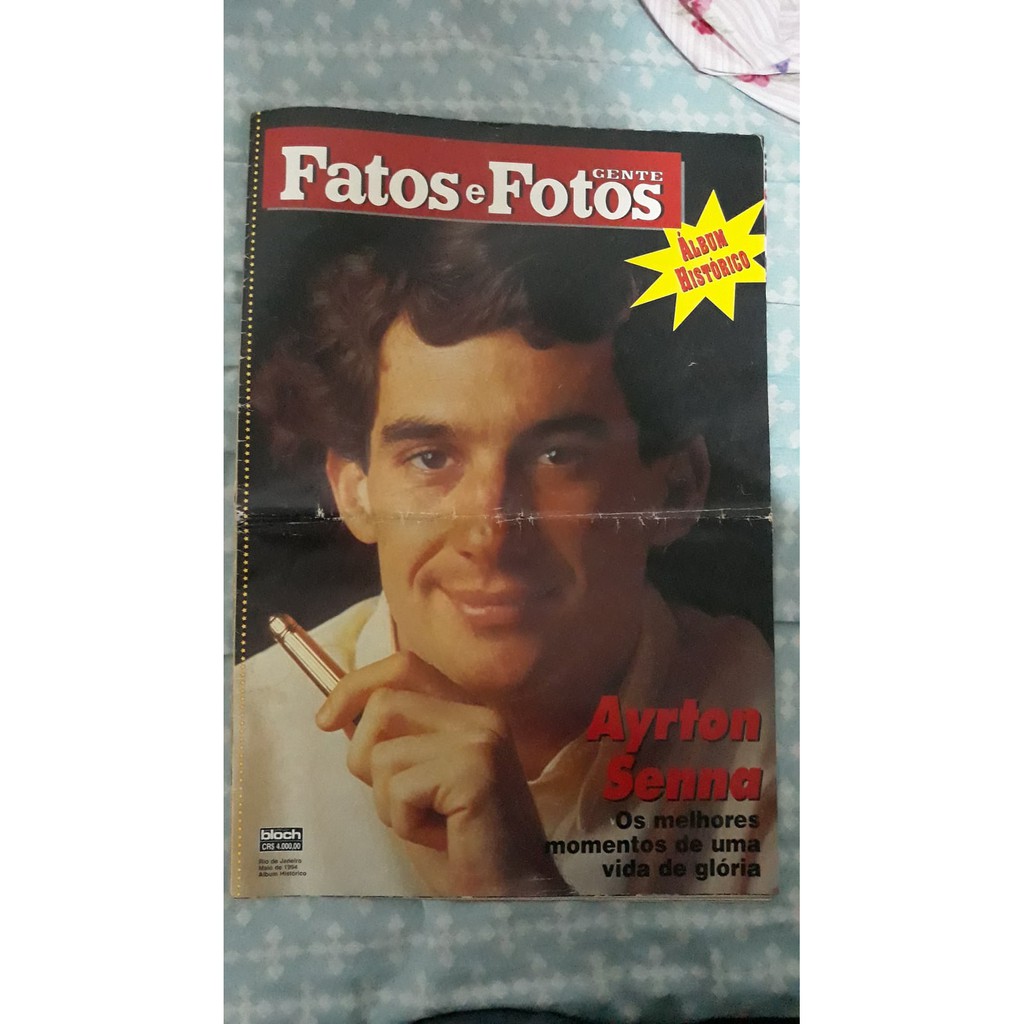 GENTE
Fatos e Fotos
ÁLBUM
HISTÓRICO
Ayrton
Senna
Os melhores
momentos de uma
vida de glória
bloch
CR$ 4.000,00
Rio de Janeiro
Maio de 1994
Álbum Histórico